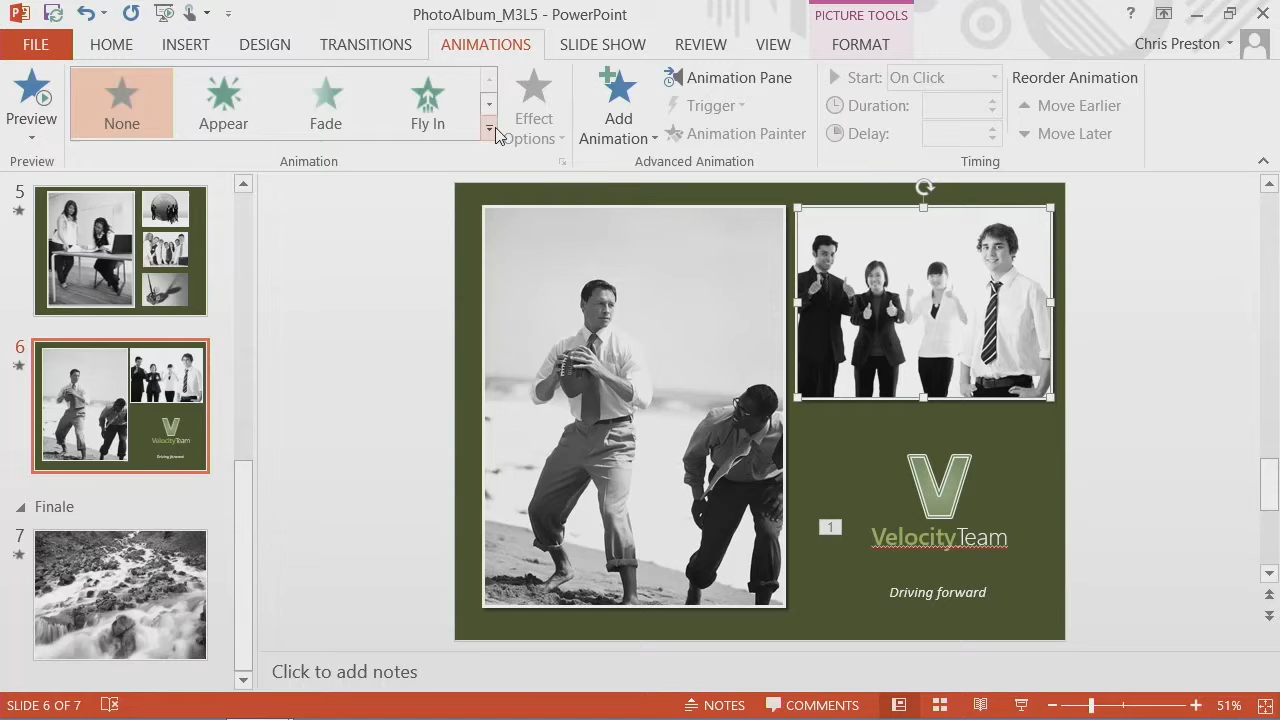 PhotoAlbum_M3L5 - PowerPoint
PICTURE TOOLS
?
FILE
HOME
INSERT
DESIGN
TRANSITIONS
ANIMATIONS
SLIDE SHOW
REVIEW
VIEW
FORMAT
Chris Preston
Preview
None
Appear
Fade
Fly In
Effect
Options
Add
Animation
Animation Pane
Trigger
Animation Painter
Start: On Click
Duration:
Delay:
Reorder Animation
Move Earlier
Move Later
Preview
Animation
Advanced Animation
Timing
5
6
V
VelocityTeam
Driving forward
Finale
7
V
1
VelocityTeam
Driving forward
Click to add notes
SLIDE 6 OF 7
NOTES
COMMENTS
51%